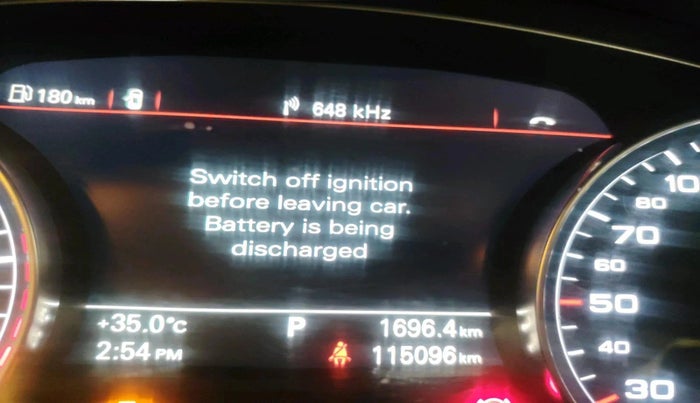 180 km 648 kHz
Switch off ignition
before leaving car.
Battery is being
discharged
+35.0°C P 1696.4 km
2:54 PM 115096 km
10
80
70
60
50
40
30